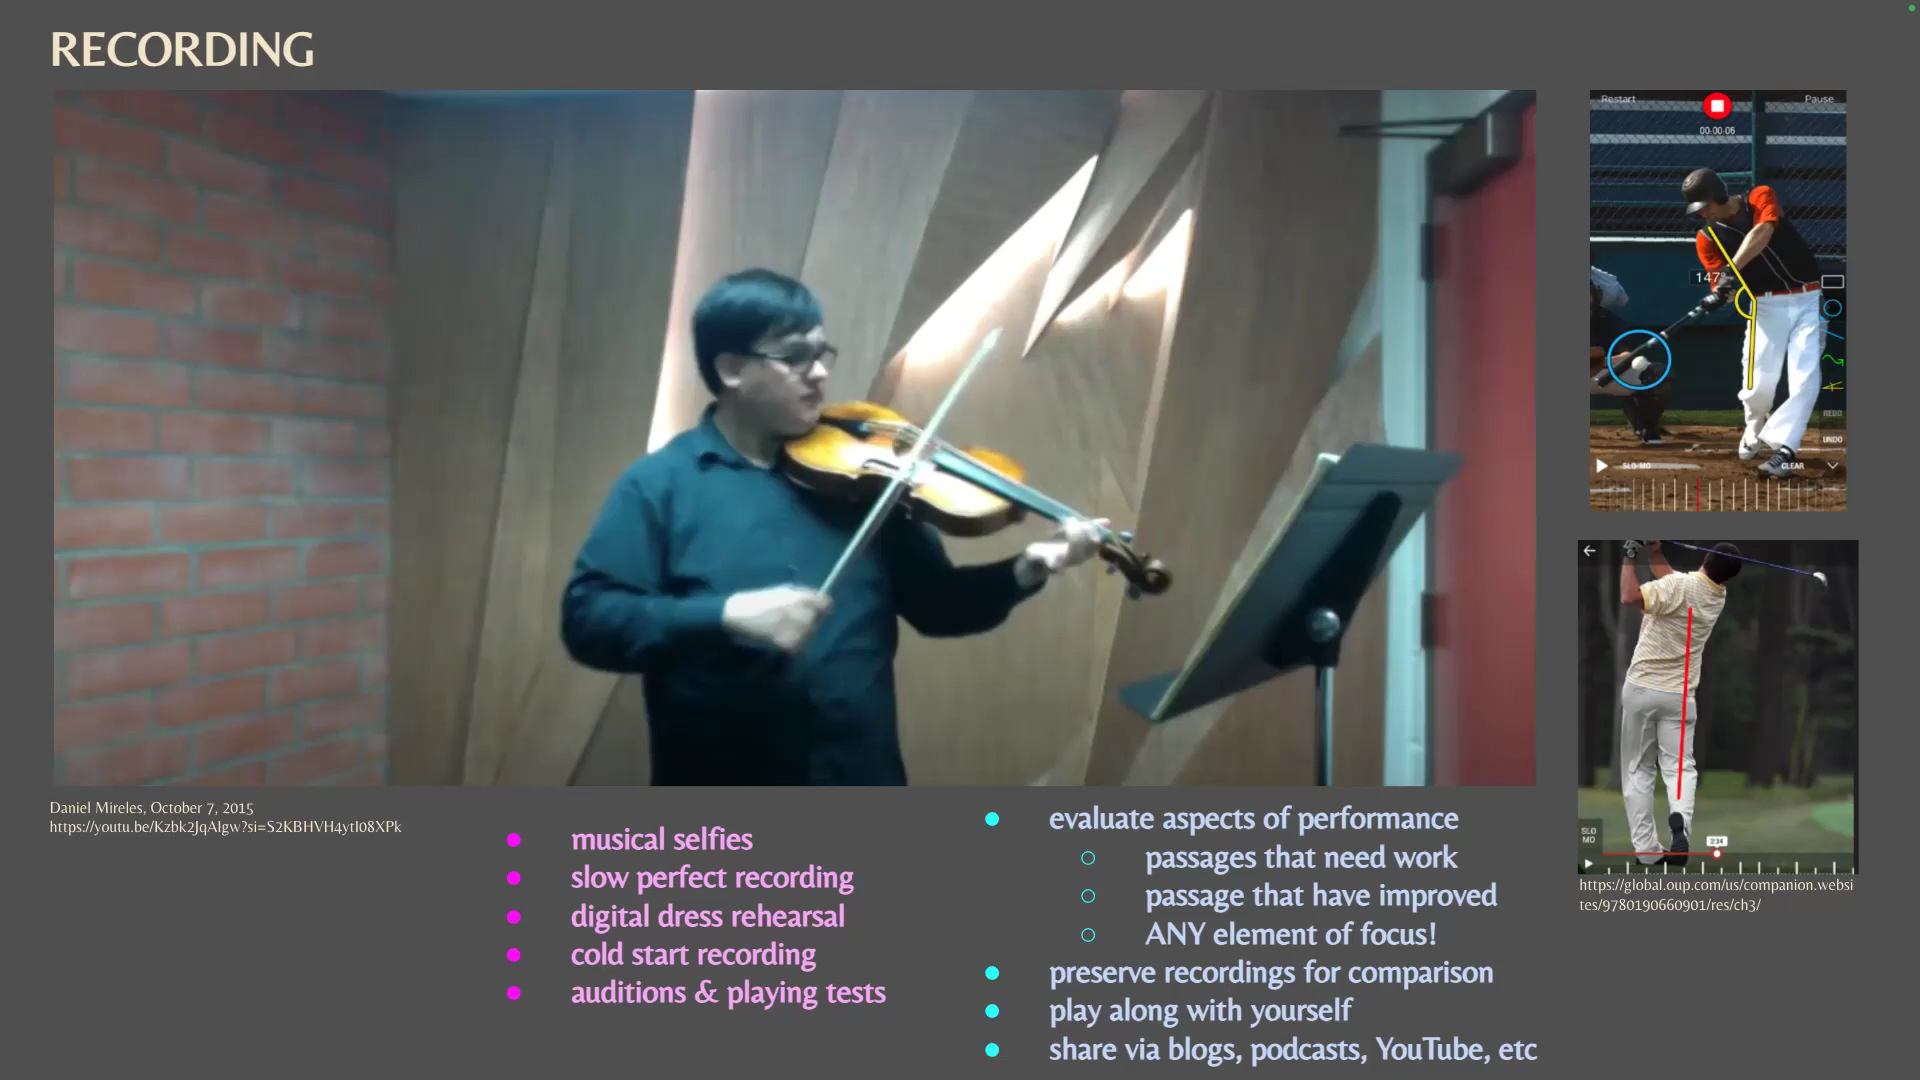 RECORDING
Restart
Pause
00:00:06
147°
REDO
UNDO
SLO-MO
CLEAR
SLO
MO
2:34
Daniel Mireles, October 7, 2015
https://youtu.be/Kzbk2JqAIgw?si=S2KBHVH4ytI08XPk
musical selfies
slow perfect recording
digital dress rehearsal
cold start recording
auditions & playing tests
evaluate aspects of performance
passages that need work
passage that have improved
ANY element of focus!
preserve recordings for comparison
play along with yourself
share via blogs, podcasts, YouTube, etc
https://global.oup.com/us/companion.websi
tes/9780190660901/res/ch3/